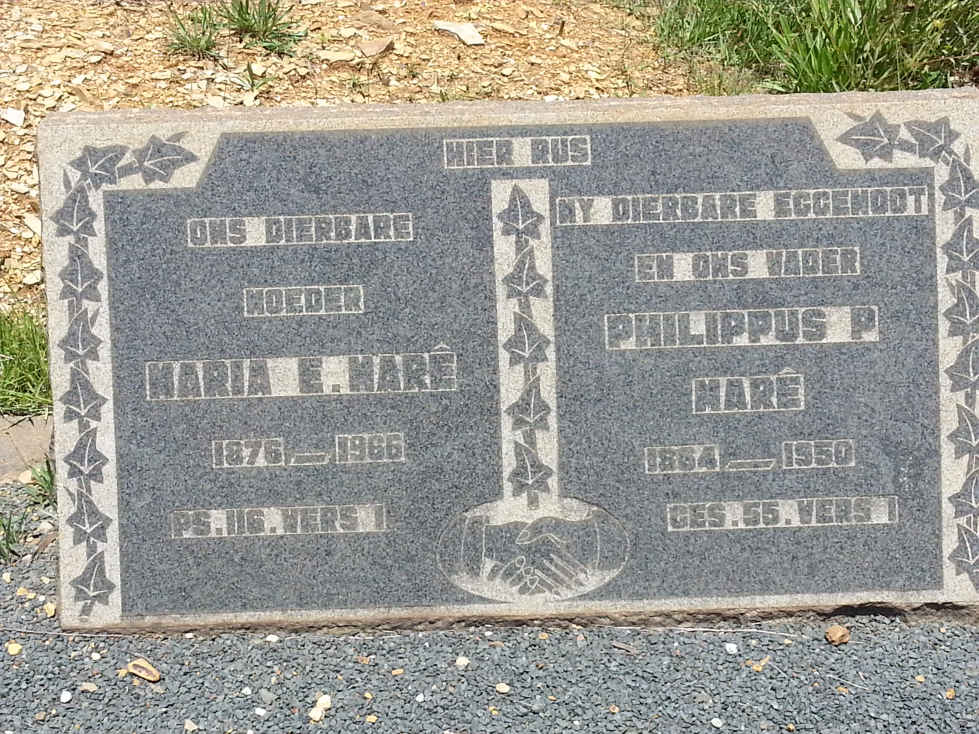 HIER RUS
ONS DIERBARE
MOEDER
MARIA E. MARÊ
1876 — 1966
PS. 116. VERS 1
MY DIERBARE EGGENOOT
EN ONS VADER
PHILIPPUS P
MARÊ
1864 — 1950
GES. 55. VERS 1